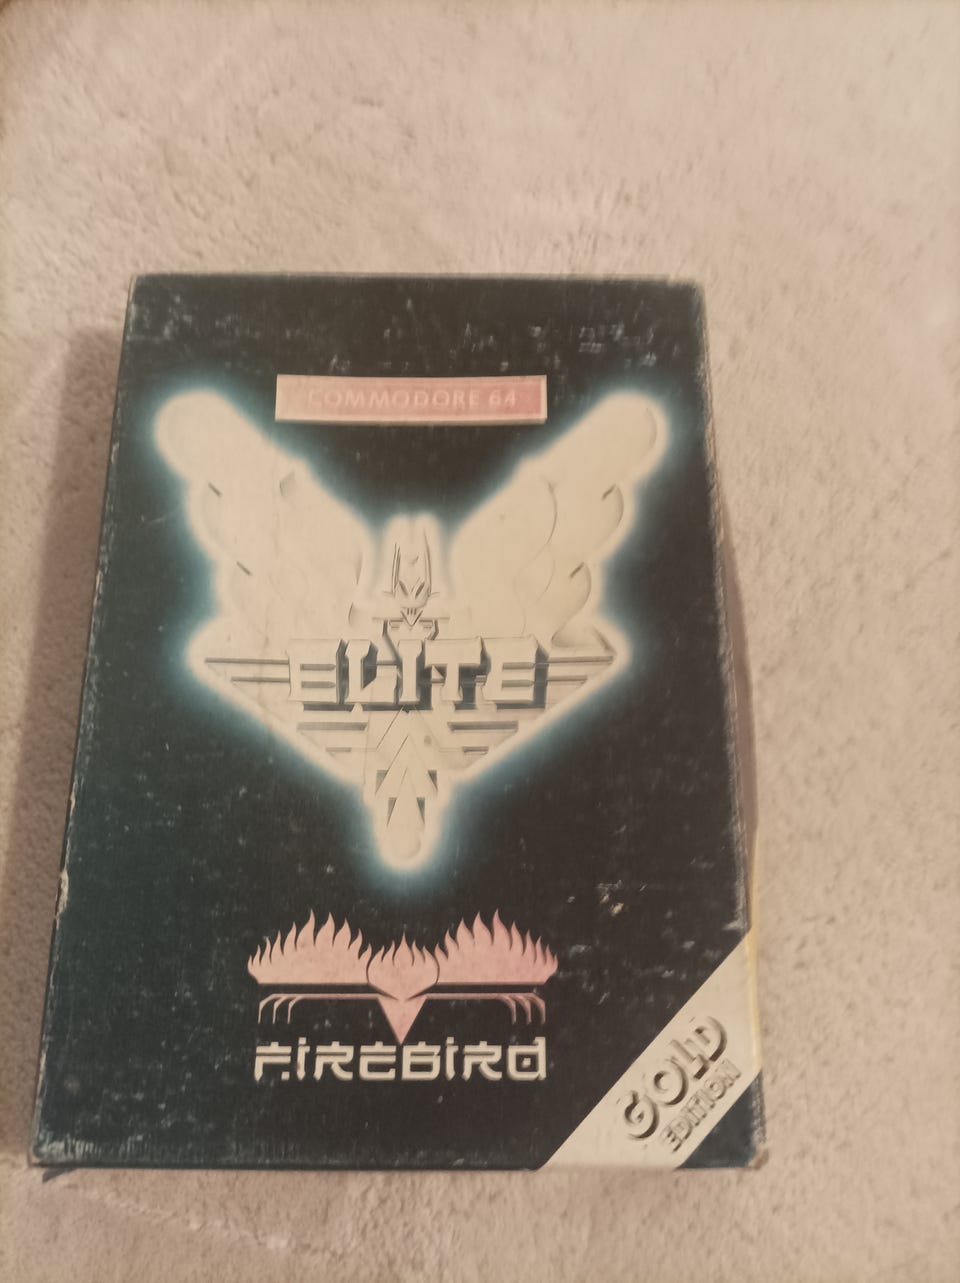 COMMODORE 64
ELITE
FIREBIRD
GOLD
EDITION